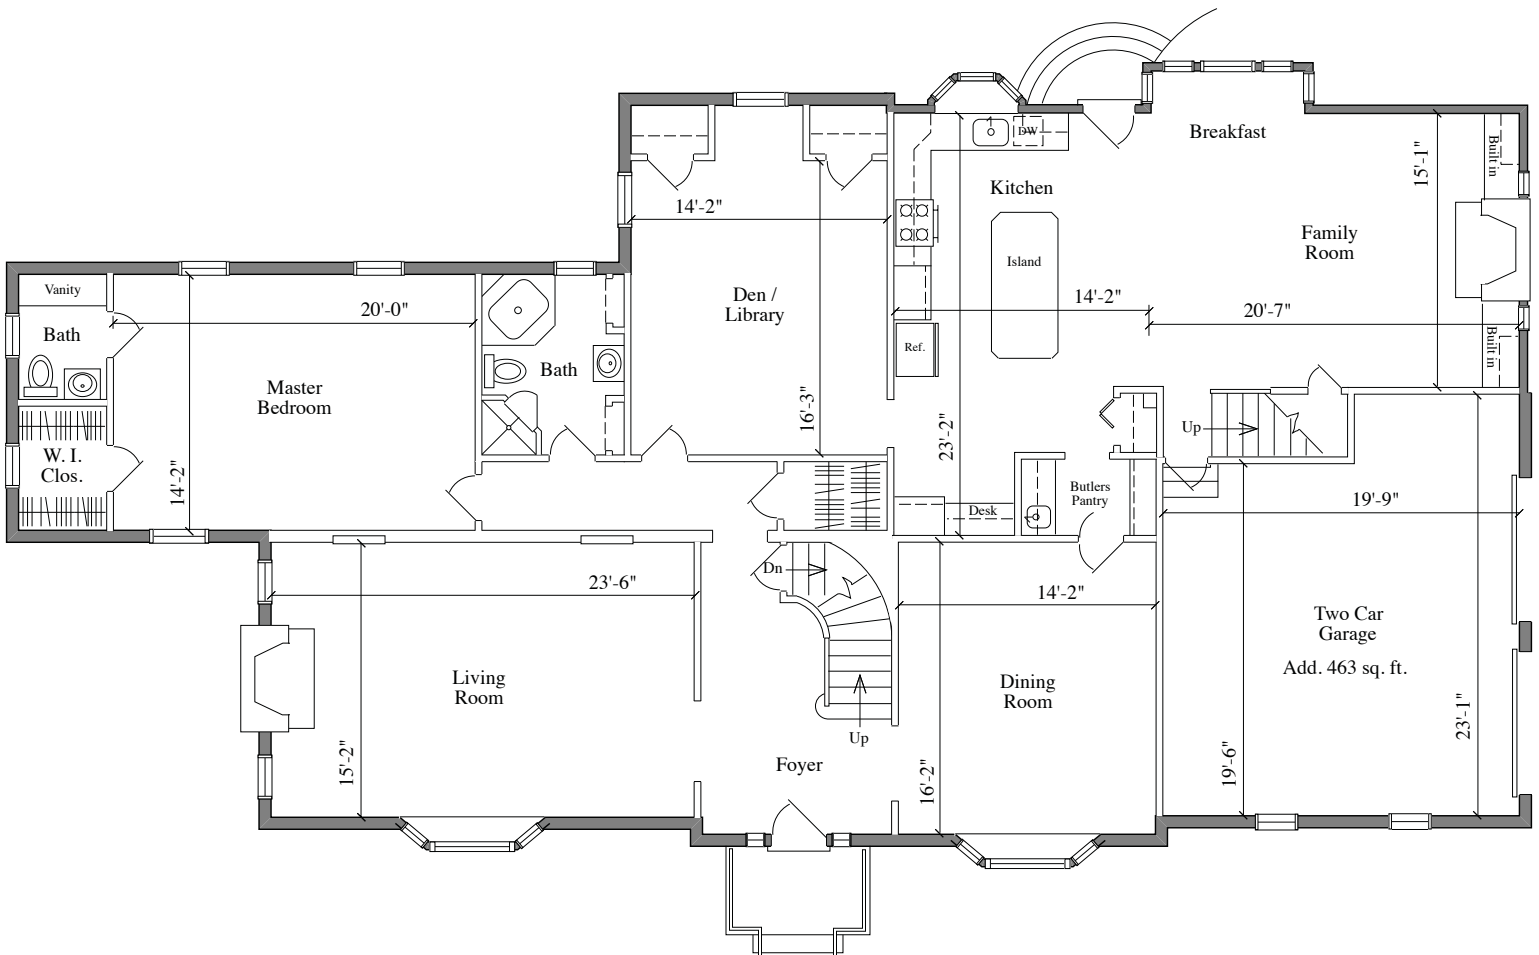 DW
Breakfast
Built in
15'-1"
Kitchen
14'-2"
Family
Room
Island
Vanity
Den /
Library
14'-2"
20'-0"
20'-7"
Bath
Ref.
Built in
Bath
Master
Bedroom
16'-3"
23'-2"
Up
W. I.
Clos.
14'-2"
Butlers
Pantry
Desk
19'-9"
Dn
23'-6"
14'-2"
Two Car
Garage
Add. 463 sq. ft.
Living
Room
Dining
Room
23'-1"
Up
15'-2"
Foyer
16'-2"
19'-6"